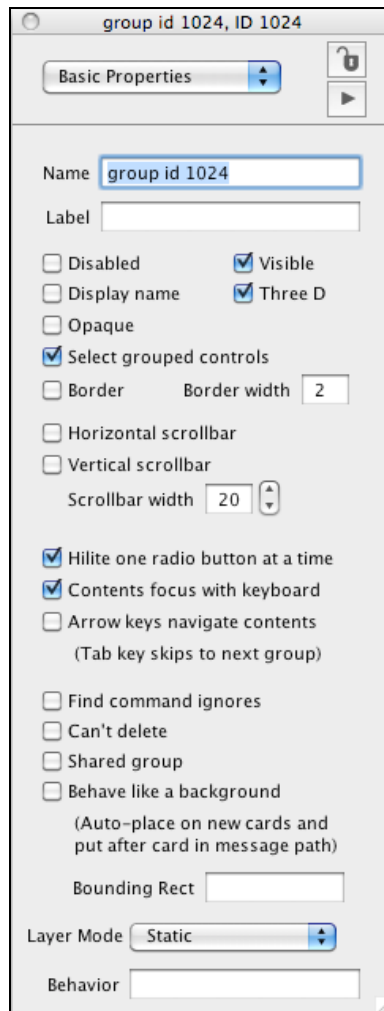 group id 1024, ID 1024
Basic Properties
Name group id 1024
Label
Disabled Visible
Display name Three D
Opaque
Select grouped controls
Border Border width 2
Horizontal scrollbar
Vertical scrollbar
Scrollbar width 20
Hilite one radio button at a time
Contents focus with keyboard
Arrow keys navigate contents
(Tab key skips to next group)
Find command ignores
Can't delete
Shared group
Behave like a background
(Auto-place on new cards and
put after card in message path)
Bounding Rect
Layer Mode Static
Behavior